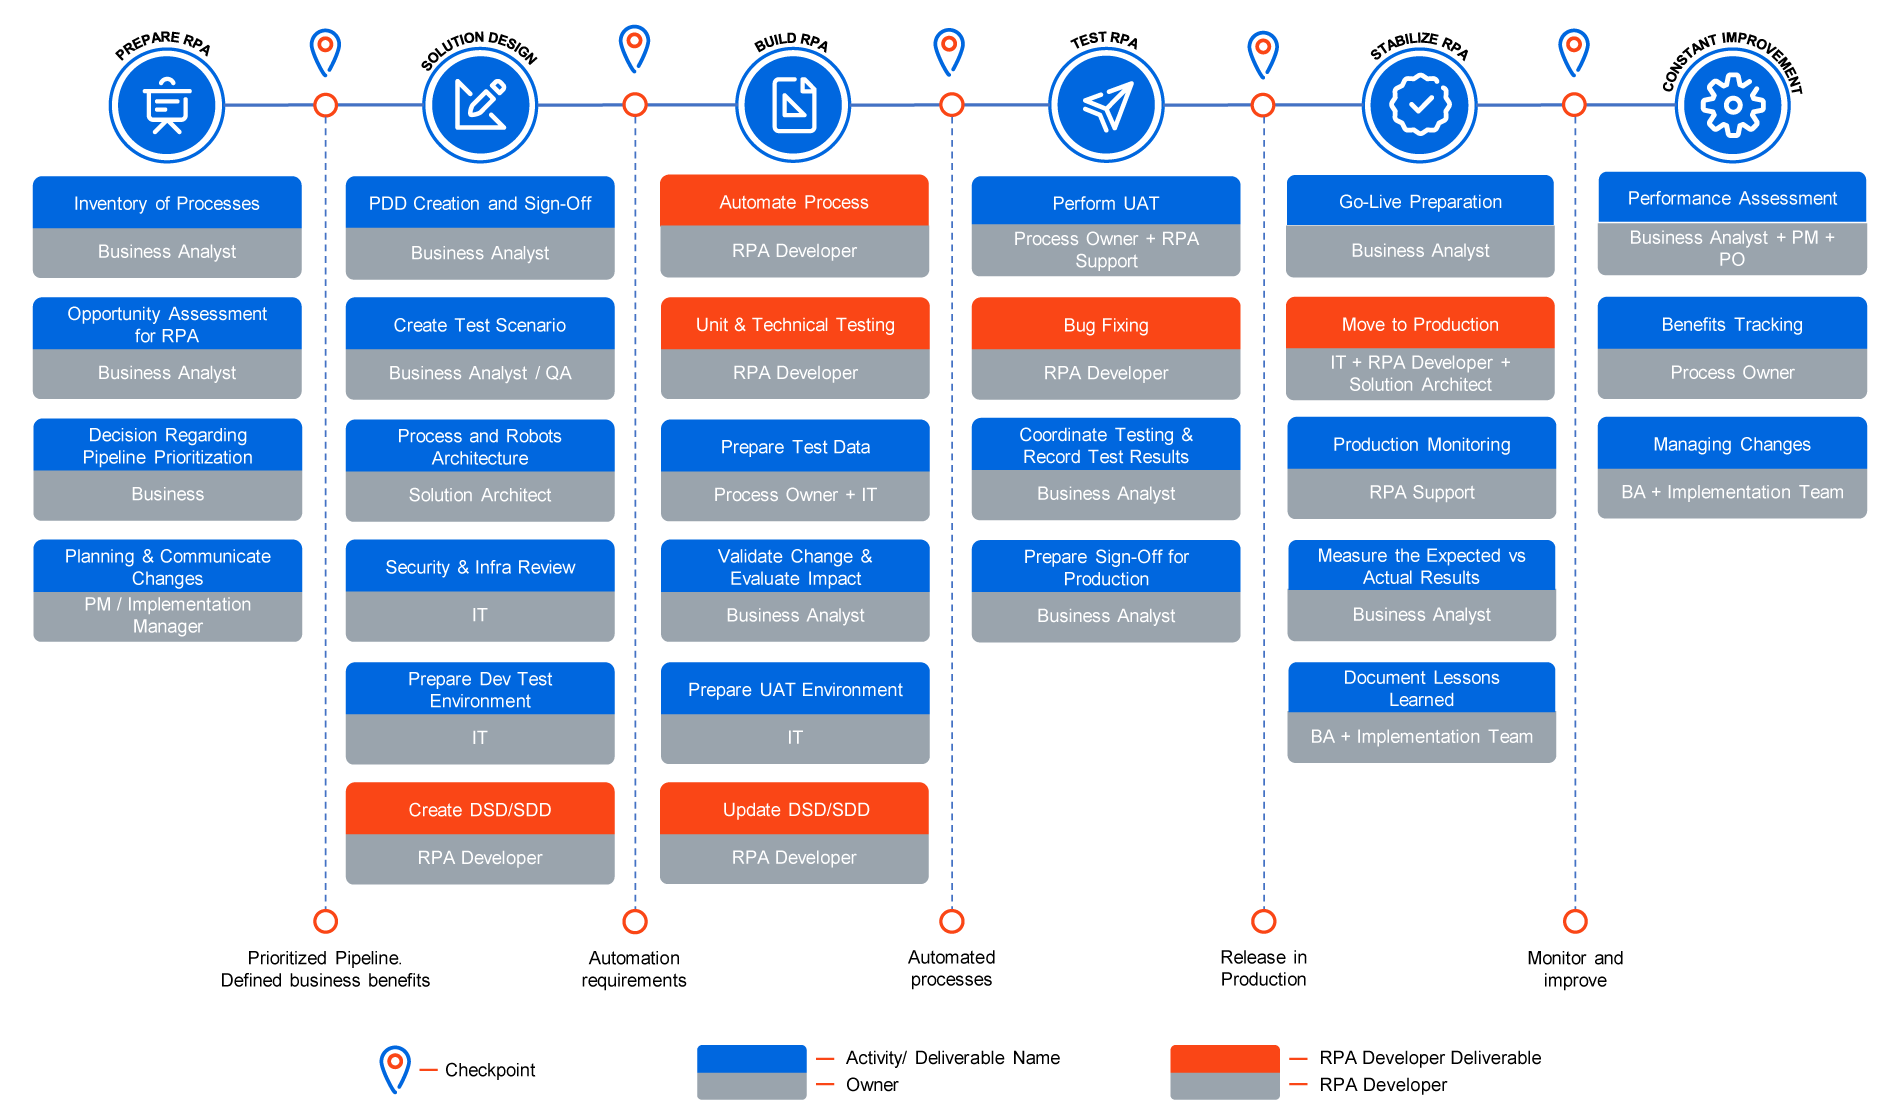 PREPARE RPA
SOLUTION DESIGN
BUILD RPA
TEST RPA
STABILIZE RPA
CONSTANT IMPROVEMENT
Inventory of Processes
Business Analyst
Opportunity Assessment
for RPA
Business Analyst
Decision Regarding
Pipeline Prioritization
Business
Planning & Communicate
Changes
PM / Implementation
Manager
PDD Creation and Sign-Off
Business Analyst
Create Test Scenario
Business Analyst / QA
Process and Robots
Architecture
Solution Architect
Security & Infra Review
IT
Prepare Dev Test
Environment
IT
Create DSD/SDD
RPA Developer
Automate Process
RPA Developer
Unit & Technical Testing
RPA Developer
Prepare Test Data
Process Owner + IT
Validate Change &
Evaluate Impact
Business Analyst
Prepare UAT Environment
IT
Update DSD/SDD
RPA Developer
Perform UAT
Process Owner + RPA
Support
Bug Fixing
RPA Developer
Coordinate Testing &
Record Test Results
Business Analyst
Prepare Sign-Off for
Production
Business Analyst
Go-Live Preparation
Business Analyst
Move to Production
IT + RPA Developer +
Solution Architect
Production Monitoring
RPA Support
Measure the Expected vs
Actual Results
Business Analyst
Document Lessons
Learned
BA + Implementation Team
Performance Assessment
Business Analyst + PM +
PO
Benefits Tracking
Process Owner
Managing Changes
BA + Implementation Team
Prioritized Pipeline.
Defined business benefits
Automation
requirements
Automated
processes
Release in
Production
Monitor and
improve
Checkpoint
Activity/ Deliverable Name
Owner
RPA Developer Deliverable
RPA Developer